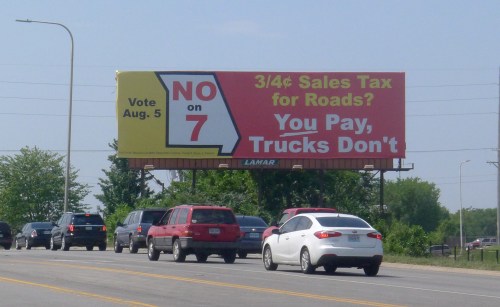 Vote
Aug. 5
NO
on
7
3/4¢ Sales Tax
for Roads?
You Pay,
Trucks Don't
LAMAR